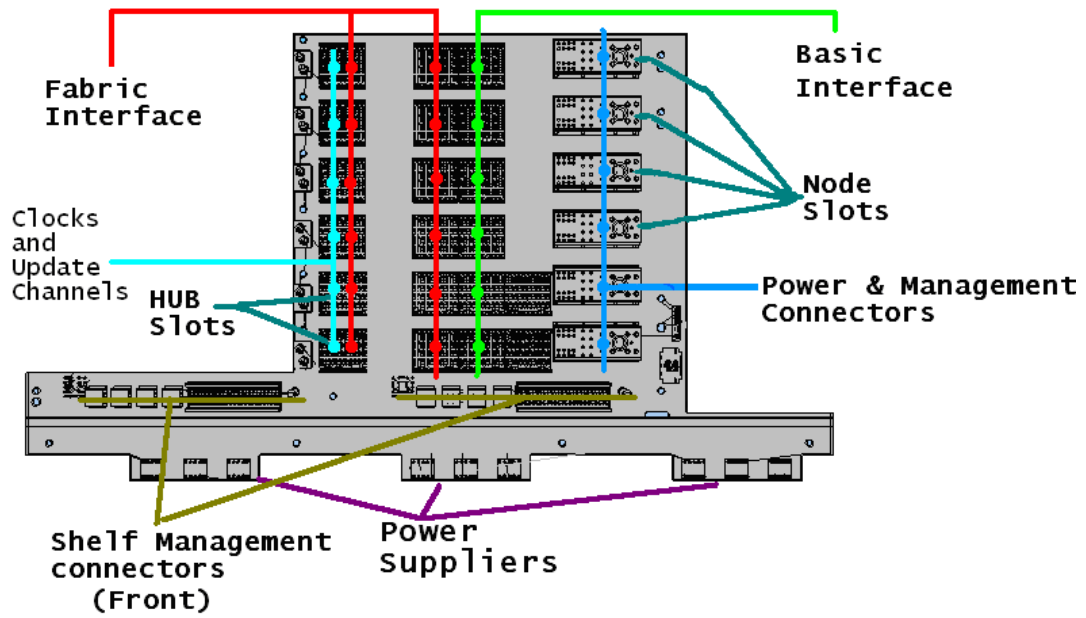 Fabric
Interface
Basic
Interface
Node
Slots
Clocks
and
Update
Channels
HUB
Slots
Power & Management
Connectors
Shelf Management
connectors
(Front)
Power
Suppliers